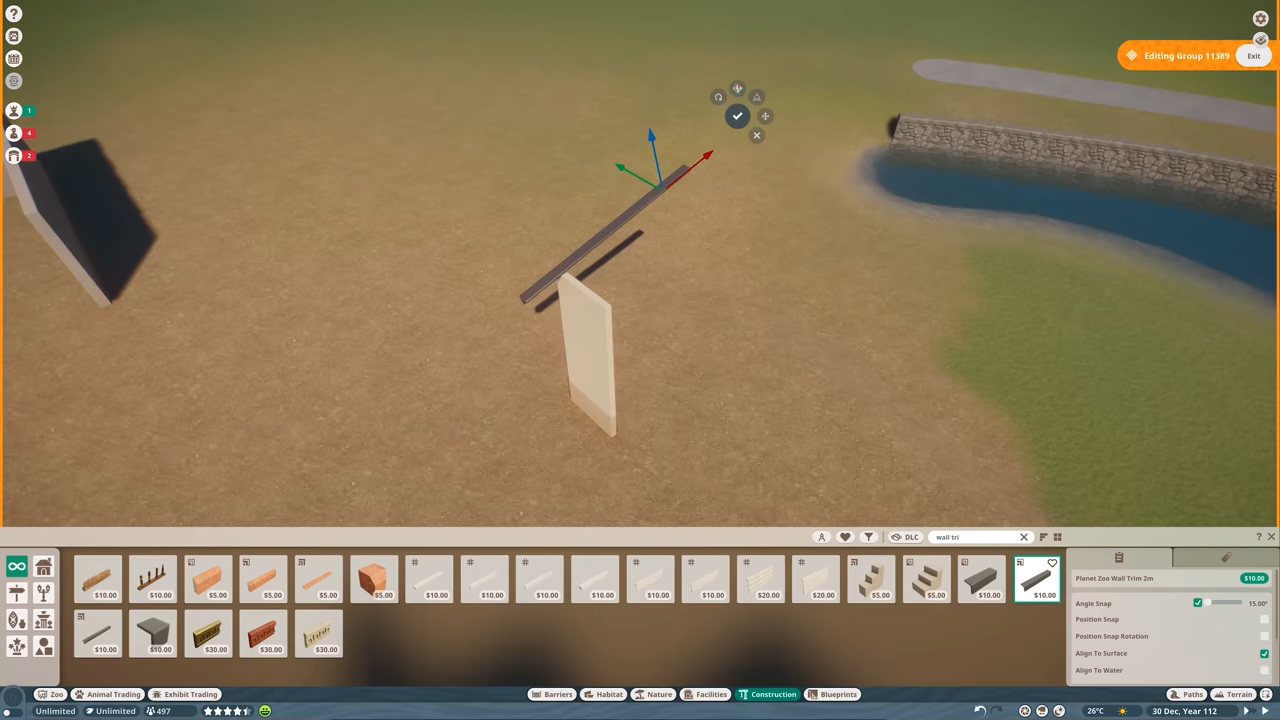 ?
Editing Group 11389
Exit
1
4
2
DLC
wall tri
?
$10.00
$10.00
$5.00
$5.00
$5.00
$5.00
$10.00
$10.00
$10.00
$10.00
$10.00
$10.00
$20.00
$20.00
$5.00
$5.00
$10.00
$10.00
$10.00
$10.00
$30.00
$30.00
$30.00
Planet Zoo Wall Trim 2m
$10.00
Angle Snap
15.00°
Position Snap
Position Snap Rotation
Align To Surface
Align To Water
Zoo
Animal Trading
Exhibit Trading
Barriers
Habitat
Nature
Facilities
Construction
Blueprints
Paths
Terrain
Unlimited
Unlimited
497
26°C
30 Dec, Year 112